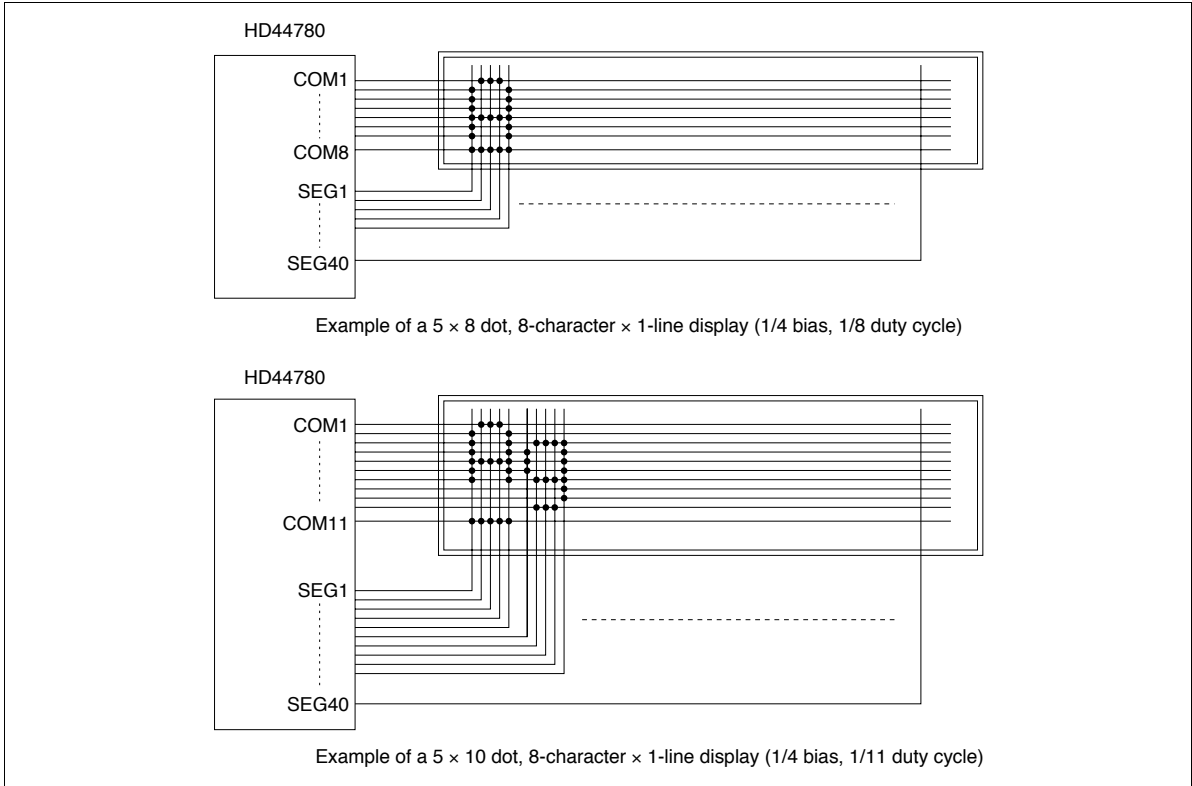 HD44780
COM1
COM8
SEG1
SEG40
Example of a 5 × 8 dot, 8-character × 1-line display (1/4 bias, 1/8 duty cycle)
HD44780
COM1
COM11
SEG1
SEG40
Example of a 5 × 10 dot, 8-character × 1-line display (1/4 bias, 1/11 duty cycle)